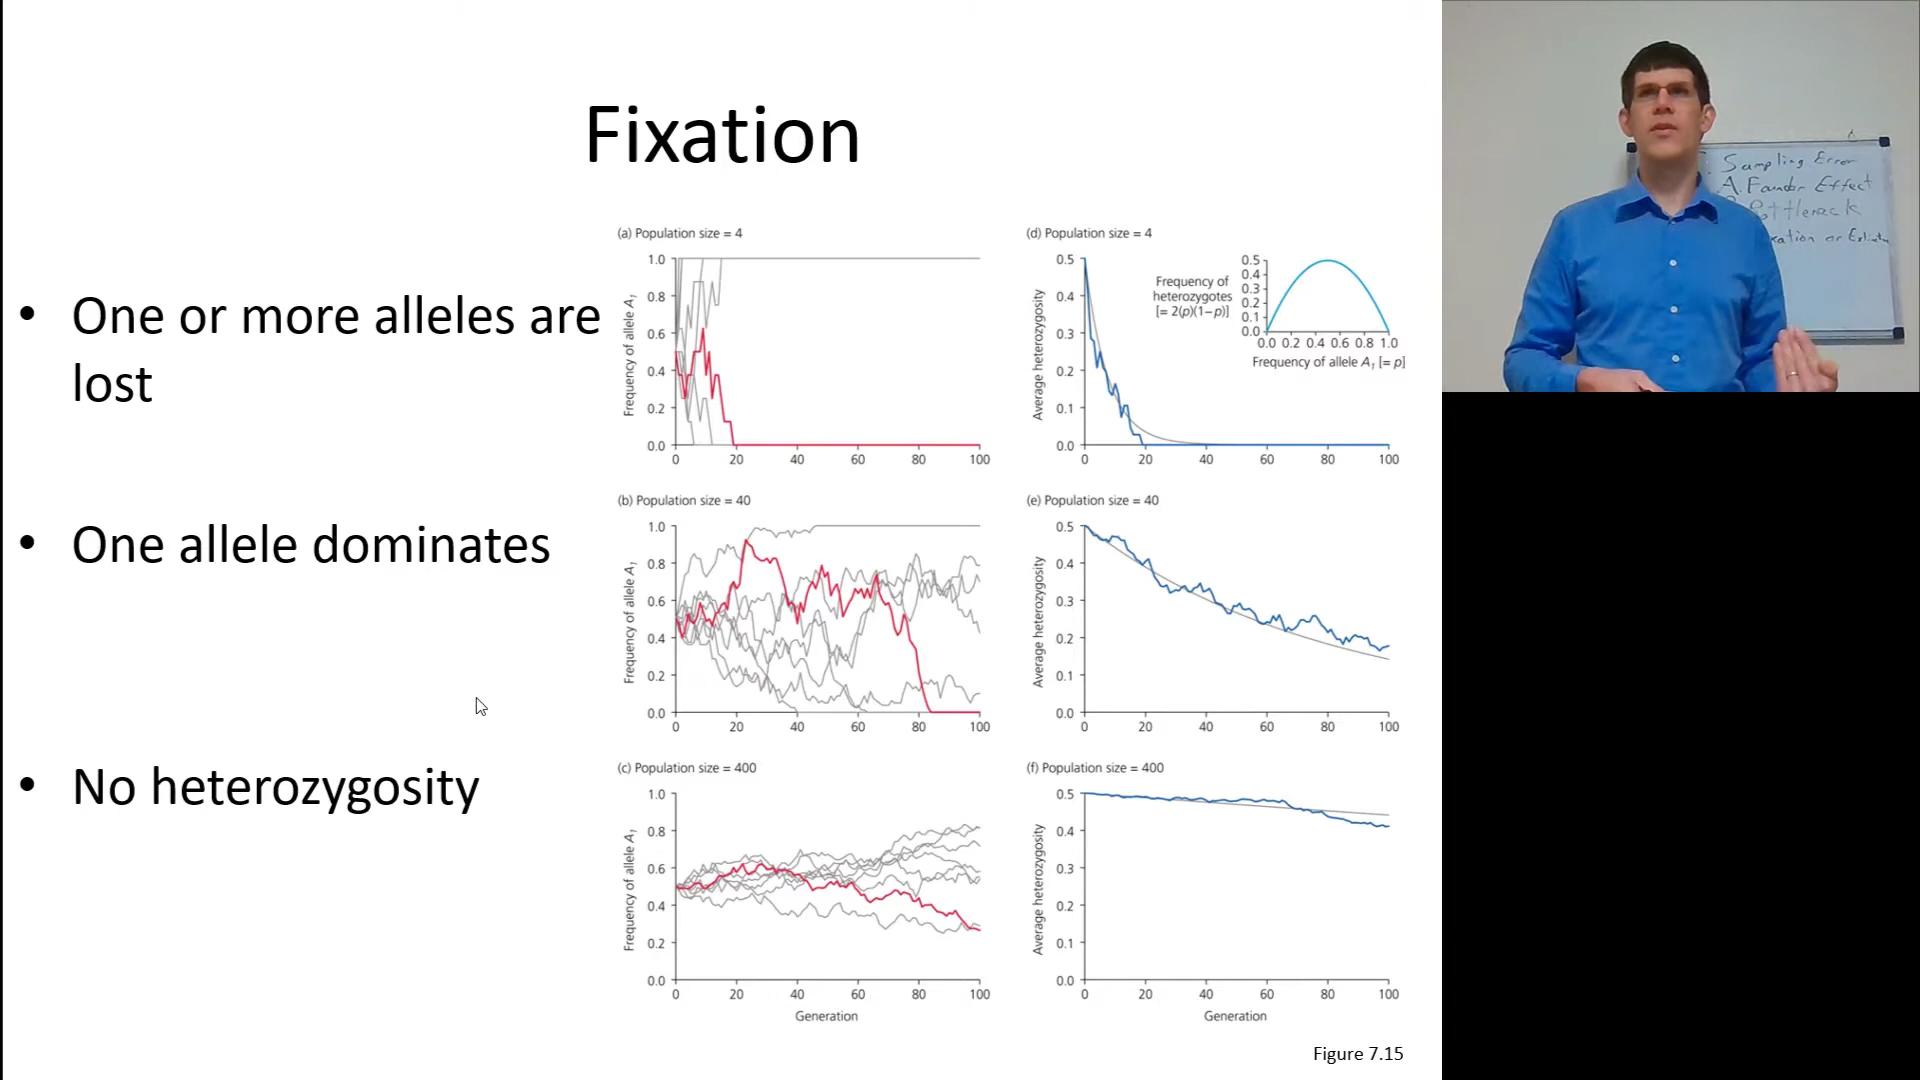 Fixation
• One or more alleles are
lost
• One allele dominates
• No heterozygosity
(a) Population size = 4
1.0
0.8
0.6
0.4
0.2
0.0
Frequency of allele A₁
0 20 40 60 80 100
(d) Population size = 4
0.5
0.4
0.3
0.2
0.1
0.0
Average heterozygosity
0 20 40 60 80 100
Frequency of
heterozygotes
[= 2(p)(1−p)]
0.5
0.4
0.3
0.2
0.1
0.0
0.0 0.2 0.4 0.6 0.8 1.0
Frequency of allele A₁ [= p]
(b) Population size = 40
1.0
0.8
0.6
0.4
0.2
0.0
Frequency of allele A₁
0 20 40 60 80 100
(e) Population size = 40
0.5
0.4
0.3
0.2
0.1
0.0
Average heterozygosity
0 20 40 60 80 100
(c) Population size = 400
1.0
0.8
0.6
0.4
0.2
0.0
Frequency of allele A₁
0 20 40 60 80 100
Generation
(f) Population size = 400
0.5
0.4
0.3
0.2
0.1
0.0
Average heterozygosity
0 20 40 60 80 100
Generation
Figure 7.15
Sampling Error
A. Founder Effect